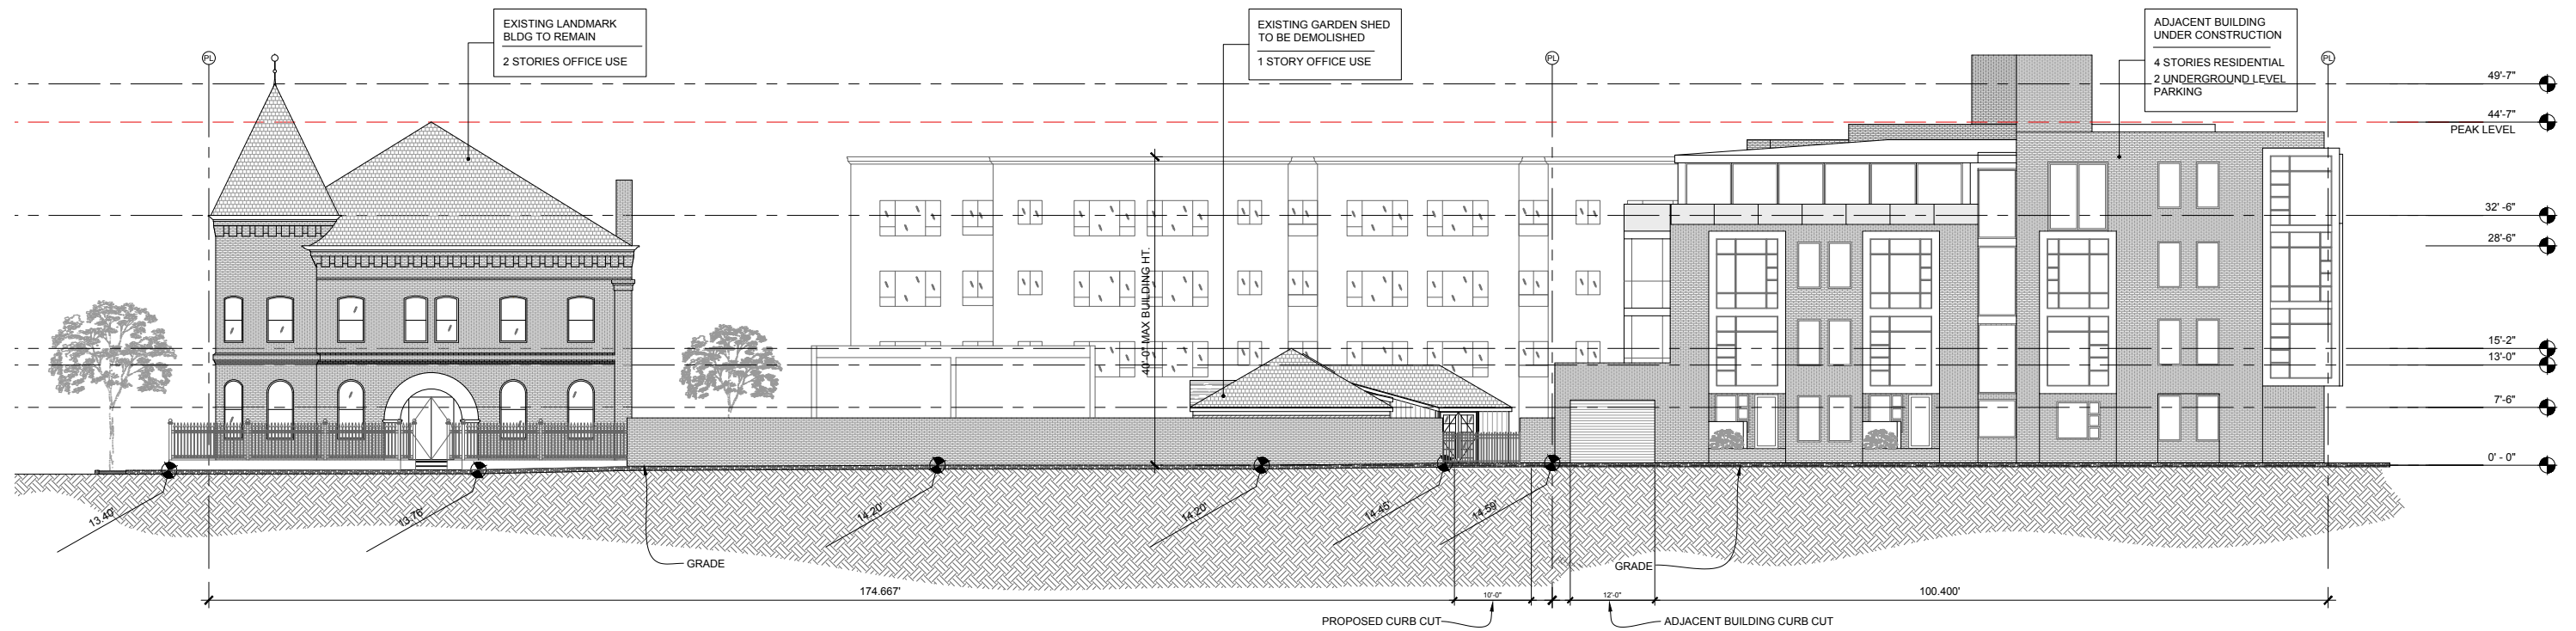 EXISTING LANDMARK
BLDG TO REMAIN
2 STORIES OFFICE USE
EXISTING GARDEN SHED
TO BE DEMOLISHED
1 STORY OFFICE USE
ADJACENT BUILDING
UNDER CONSTRUCTION
4 STORIES RESIDENTIAL
2 UNDERGROUND LEVEL
PARKING
PL
PL
PL
49'-7"
44'-7"
PEAK LEVEL
32' -6"
28'-6"
15'-2"
13'-0"
7'-6"
0' - 0"
40'-0" MAX BUILDING HT.
13.40'
13.76'
14.20'
14.20'
14.45'
14.59'
GRADE
GRADE
174.667'
10'-0"
12'-0"
100.400'
PROPOSED CURB CUT
ADJACENT BUILDING CURB CUT